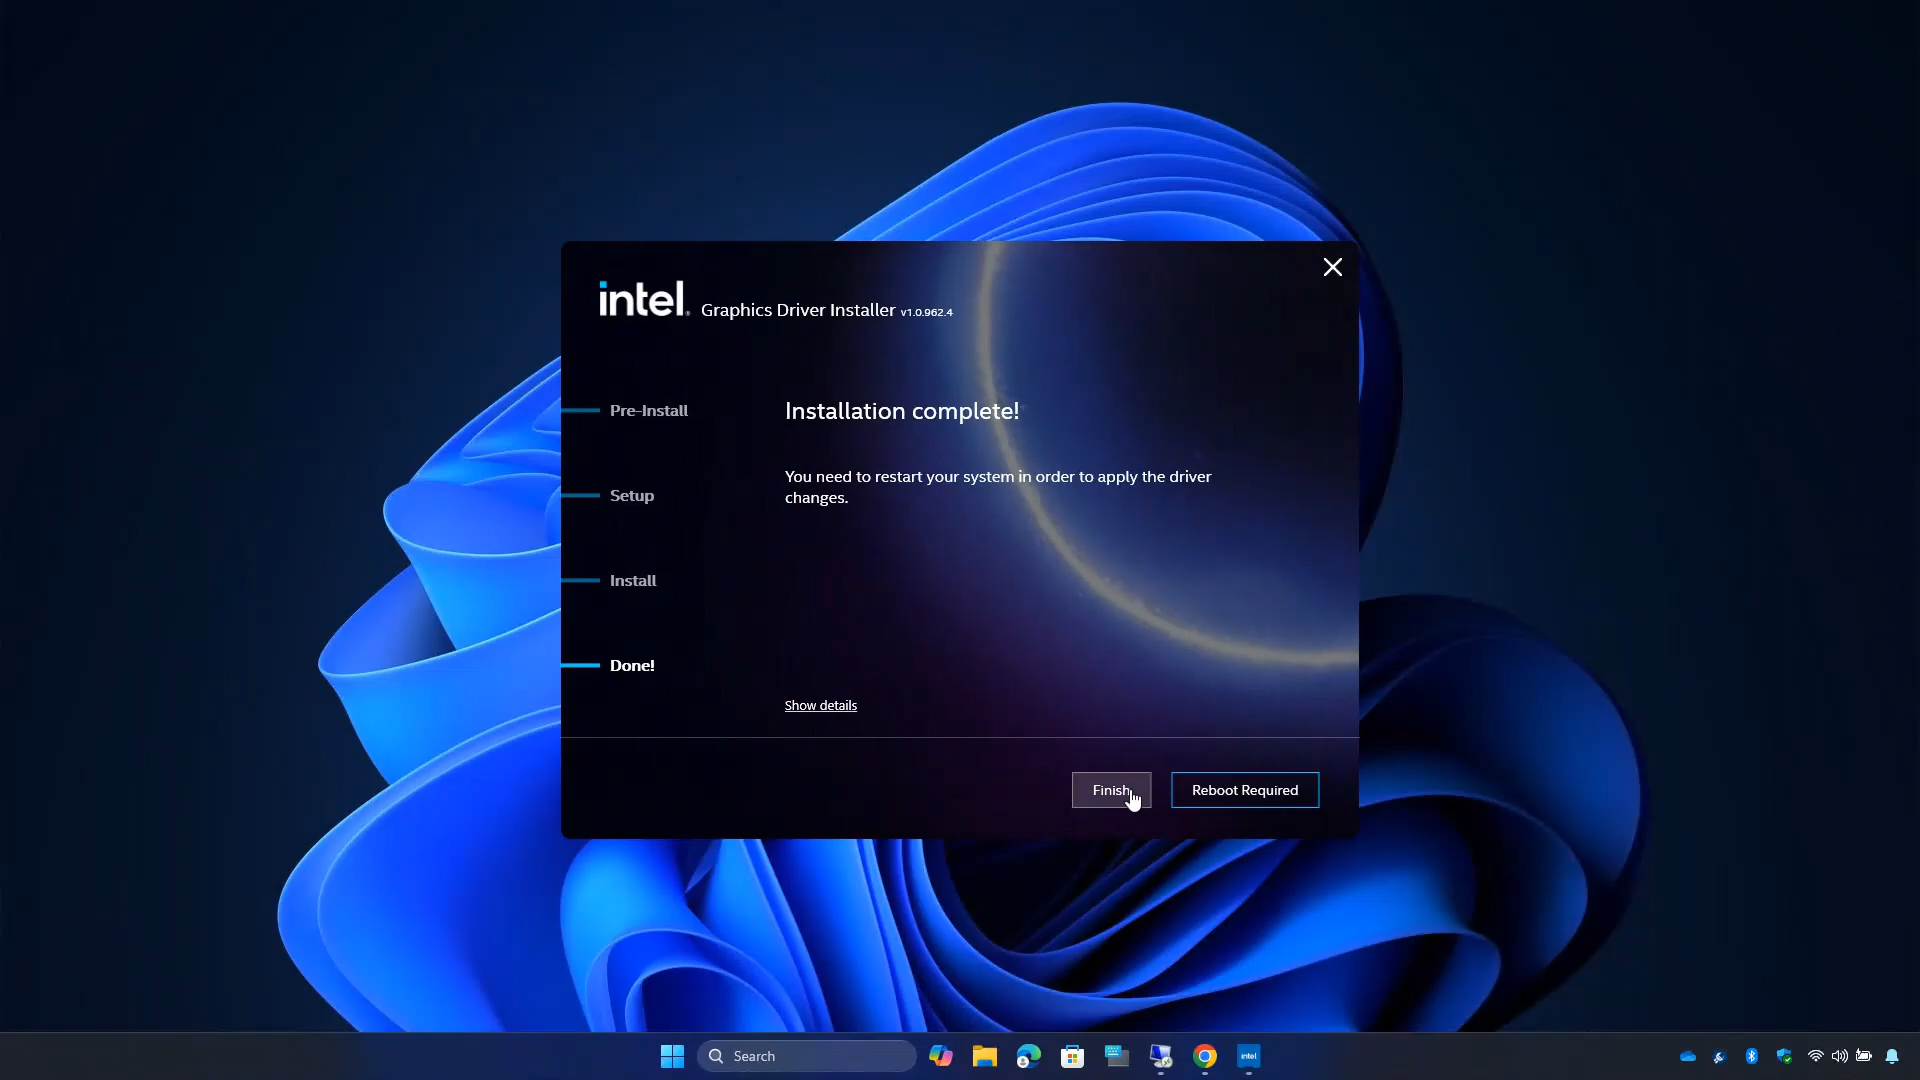 intel. Graphics Driver Installer v1.0.962.4
Pre-Install
Setup
Install
Done!
Installation complete!
You need to restart your system in order to apply the driver
changes.
Show details
Finish
Reboot Required
Search
intel